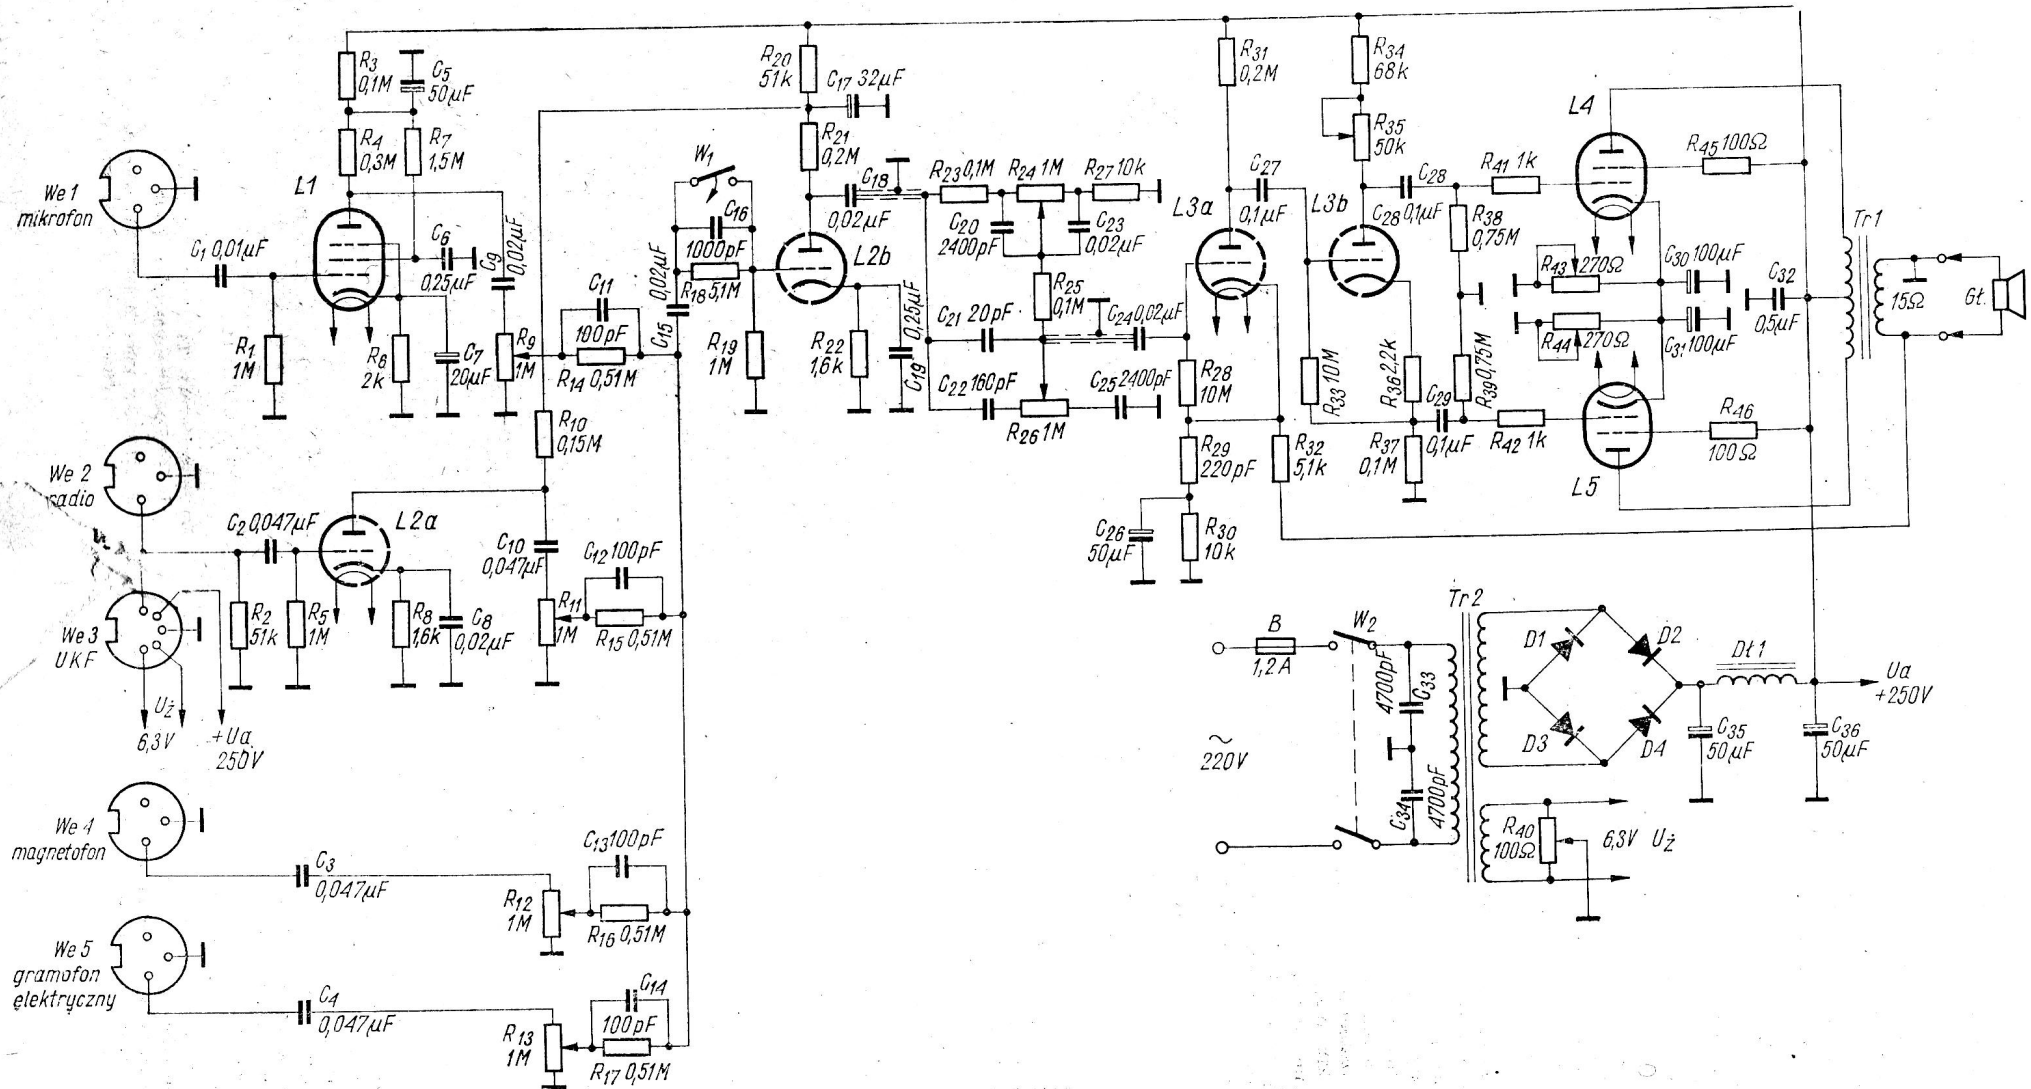 We 1
mikrofon
C1 0,01µF
R1
1M
R3
0,1M
C5
50µF
R4
0,3M
R7
1,5M
L1
C6
0,25µF
C9
0,02µF
R6
2k
C7
20µF
R9
1M
C11
100pF
R14 0,51M
R10
0,15M
W1
C16
1000pF
R18 5,1M
0,02µF
C15
R19
1M
R20
51k
C17 32µF
R21
0,2M
C18
0,02µF
L2b
R22
1,6k
0,25µF
C19
R23 0,1M
R24 1M
R27 10k
C20
2400pF
C23
0,02µF
R25
0,1M
C21 20pF
C24 0,02µF
C22 160pF
C25 2400pF
R26 1M
R31
0,2M
C27
0,1µF
L3a
R28
10M
R29
220pF
R32
5,1k
C26
50µF
R30
10k
R34
68k
R35
50k
L3b
R33 10M
R36 2,2k
R37
0,1M
C28
C28 0,1µF
R38
0,75M
R39 0,75M
C29
0,1µF
R41 1k
R42 1k
L4
L5
R45 100Ω
R46
100Ω
R43
270Ω
R44
270Ω
C30 100µF
C31 100µF
C32
0,5µF
Tr1
15Ω
Gł.
We 2
radio
C2 0,047µF
L2a
We 3
UKF
R2
51k
R5
1M
R8
1,6k
C8
0,02µF
C10
0,047µF
R11
1M
C12 100pF
R15 0,51M
Uż
6,3V
+Ua
250V
We 4
magnetofon
C3
0,047µF
R12
1M
C13 100pF
R16 0,51M
We 5
gramofon
elektryczny
C4
0,047µF
R13
1M
C14
100pF
R17 0,51M
B
1,2A
W2
~
220V
4700pF
C33
C34
4700pF
Tr2
D1
D2
D3
D4
Dł1
Ua
+250V
C35
50µF
C36
50µF
R40
100Ω
6,3V Uż